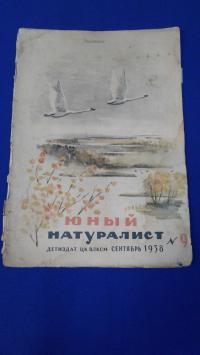 ЮНЫЙ
НАТУРАЛИСТ
ДЕТИЗДАТ ЦК ВЛКСМ СЕНТЯБРЬ 1938
№ 9